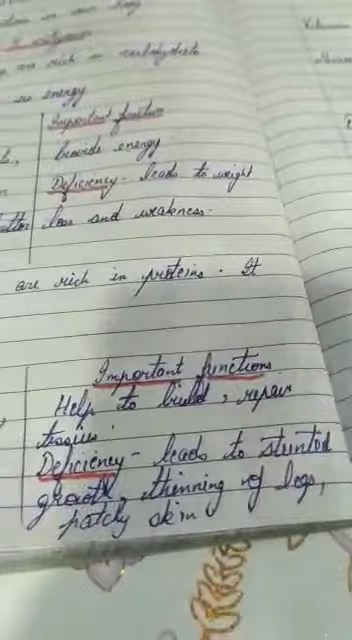 are rich in carbohydrate
energy
Important function
Provide energy
Deficiency - leads to weight
loss and weakness.
are rich in proteins. It
Important functions
Help to build, repair
tissues.
Deficiency - leads to stunted
growth, thinning of legs,
patchy skin